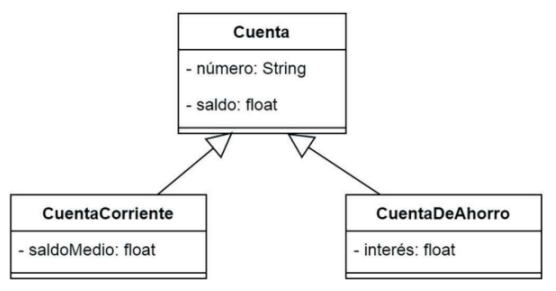 Cuenta
- número: String
- saldo: float
CuentaCorriente
- saldoMedio: float
CuentaDeAhorro
- interés: float